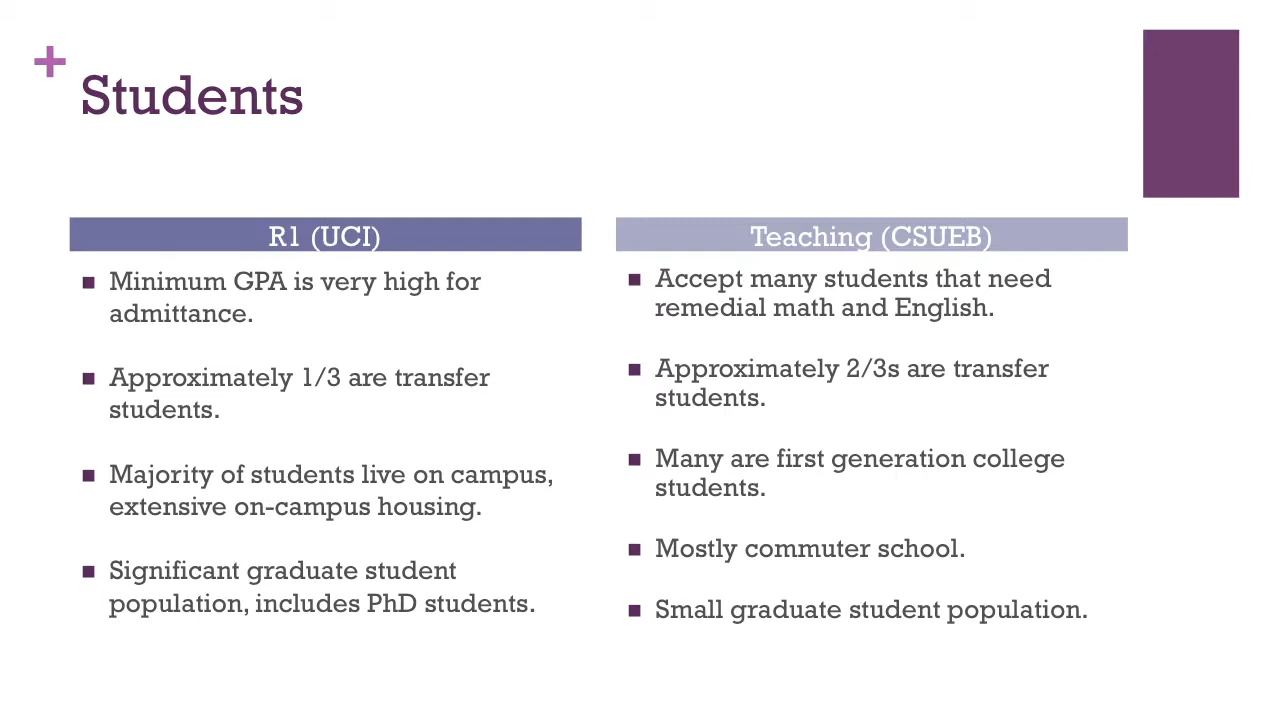 +
Students
R1 (UCI)
Minimum GPA is very high for
admittance.
Approximately 1/3 are transfer
students.
Majority of students live on campus,
extensive on-campus housing.
Significant graduate student
population, includes PhD students.
Teaching (CSUEB)
Accept many students that need
remedial math and English.
Approximately 2/3s are transfer
students.
Many are first generation college
students.
Mostly commuter school.
Small graduate student population.